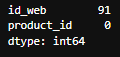 id_web 91
product_id 0
dtype: int64